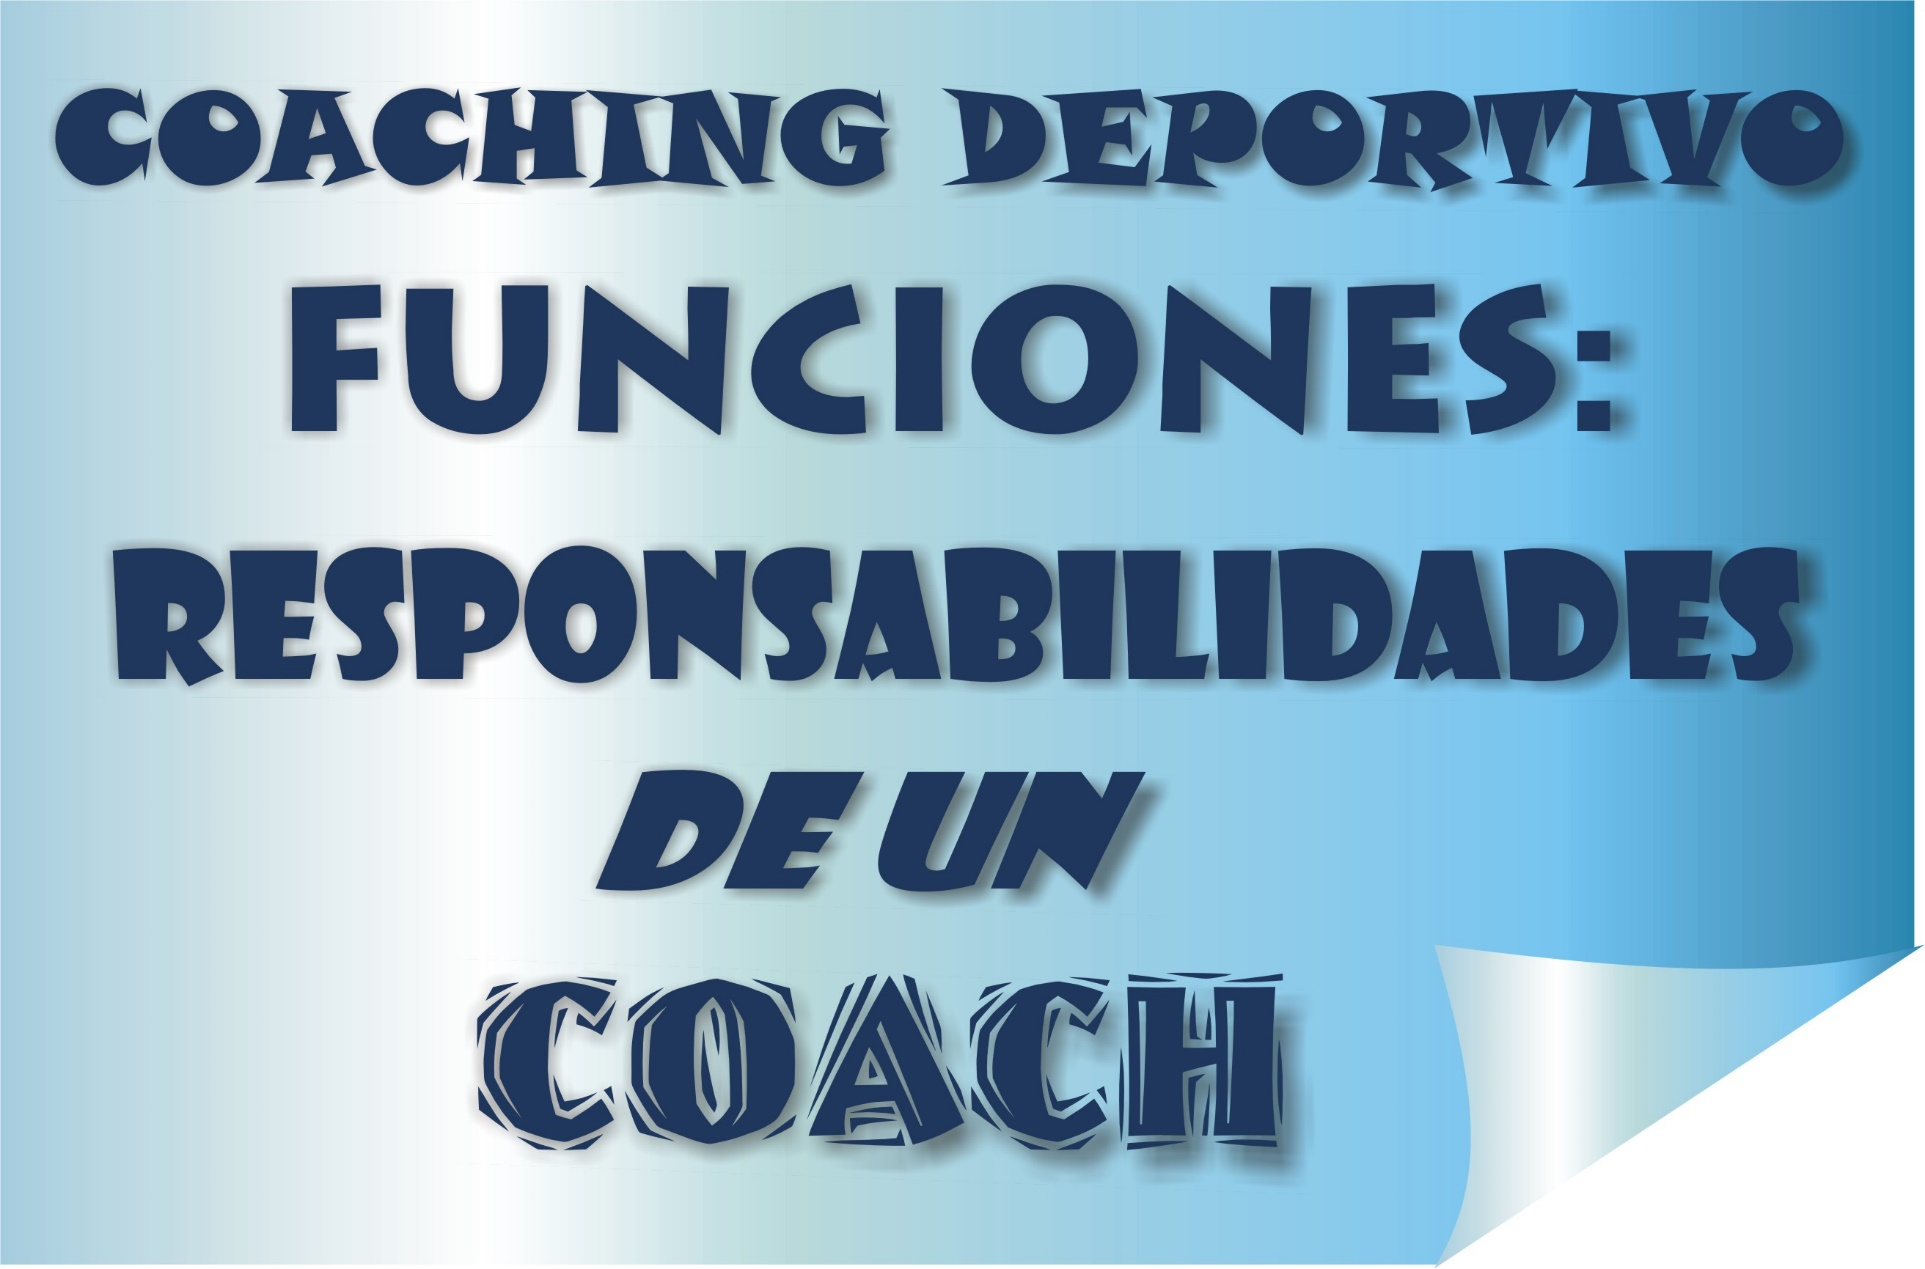 COACHING DEPORTIVO
FUNCIONES:
RESPONSABILIDADES
DE UN
COACH